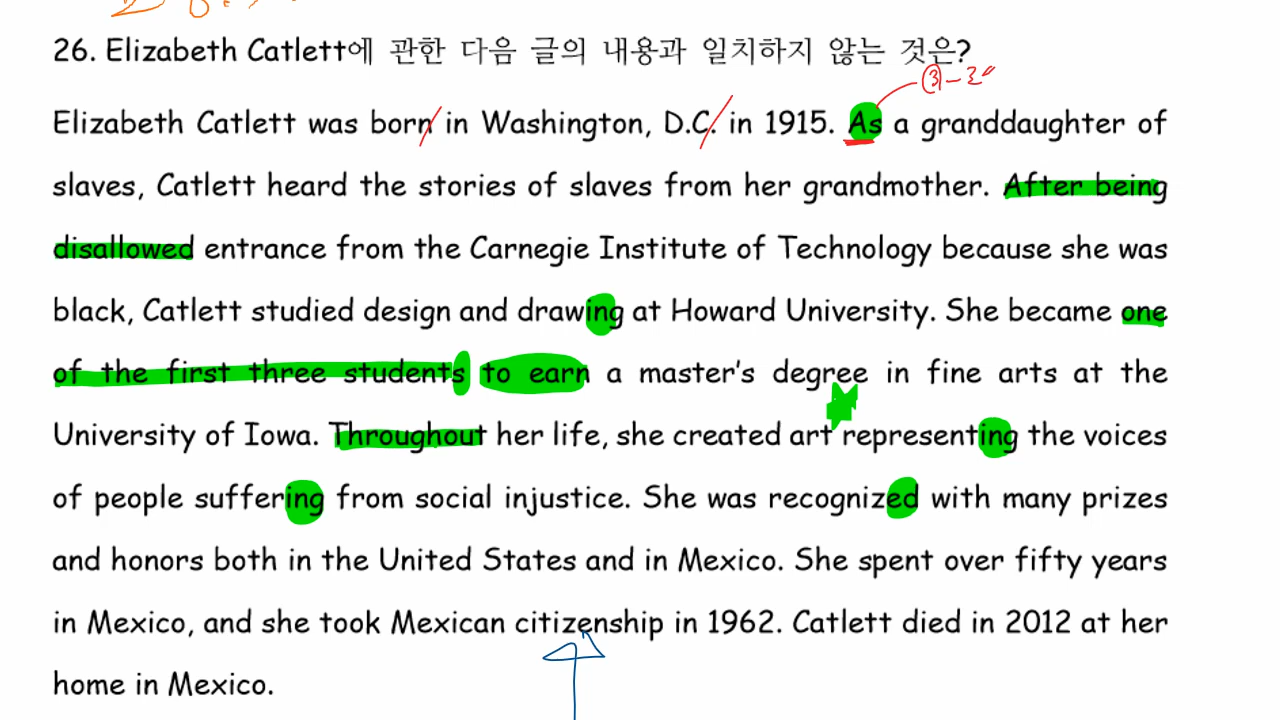 26. Elizabeth Catlett에 관한 다음 글의 내용과 일치하지 않는 것은?
Elizabeth Catlett was born in Washington, D.C. in 1915. As a granddaughter of
slaves, Catlett heard the stories of slaves from her grandmother. After being
disallowed entrance from the Carnegie Institute of Technology because she was
black, Catlett studied design and drawing at Howard University. She became one
of the first three students to earn a master's degree in fine arts at the
University of Iowa. Throughout her life, she created art representing the voices
of people suffering from social injustice. She was recognized with many prizes
and honors both in the United States and in Mexico. She spent over fifty years
in Mexico, and she took Mexican citizenship in 1962. Catlett died in 2012 at her
home in Mexico.